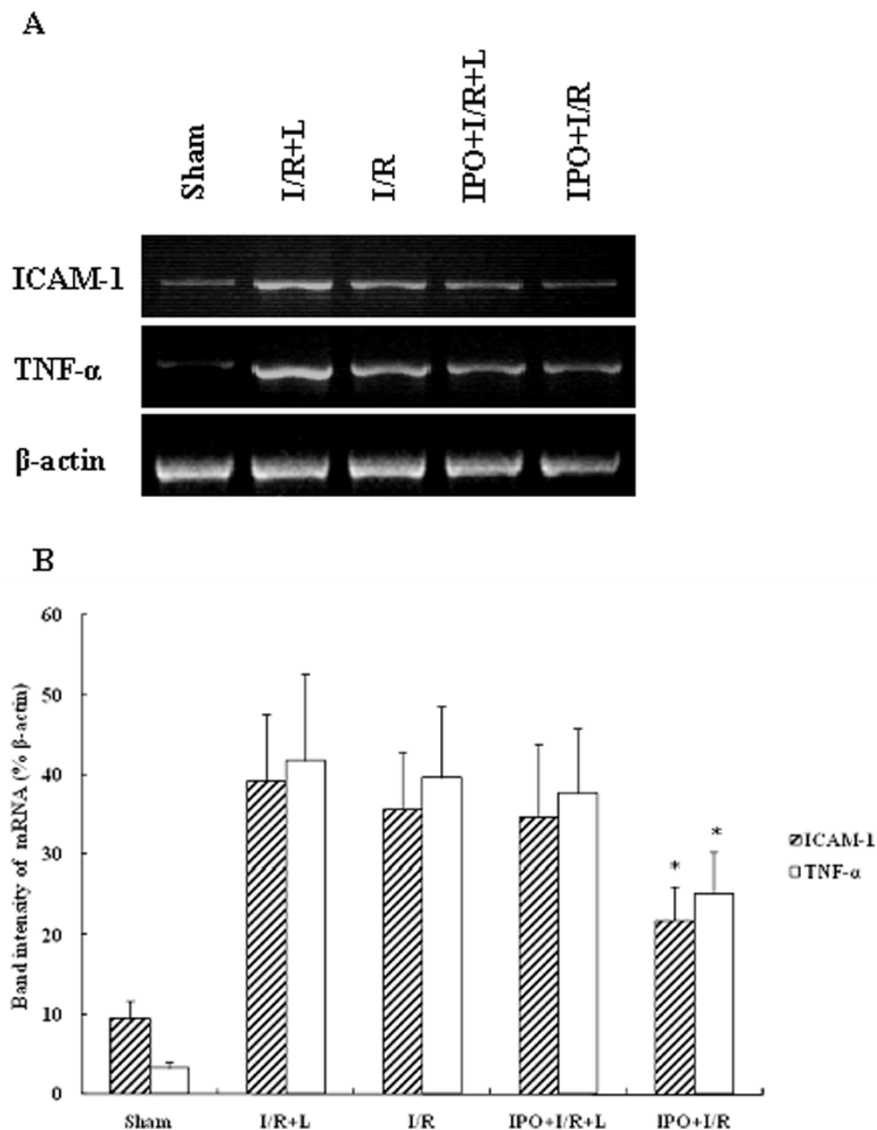 A
Sham
I/R+L
I/R
IPO+I/R+L
IPO+I/R
ICAM-1
TNF-α
β-actin
B
Band intensity of mRNA (% β-actin)
60
50
40
30
20
10
0
* *
ICAM-1
TNF-α
Sham I/R+L I/R IPO+I/R+L IPO+I/R